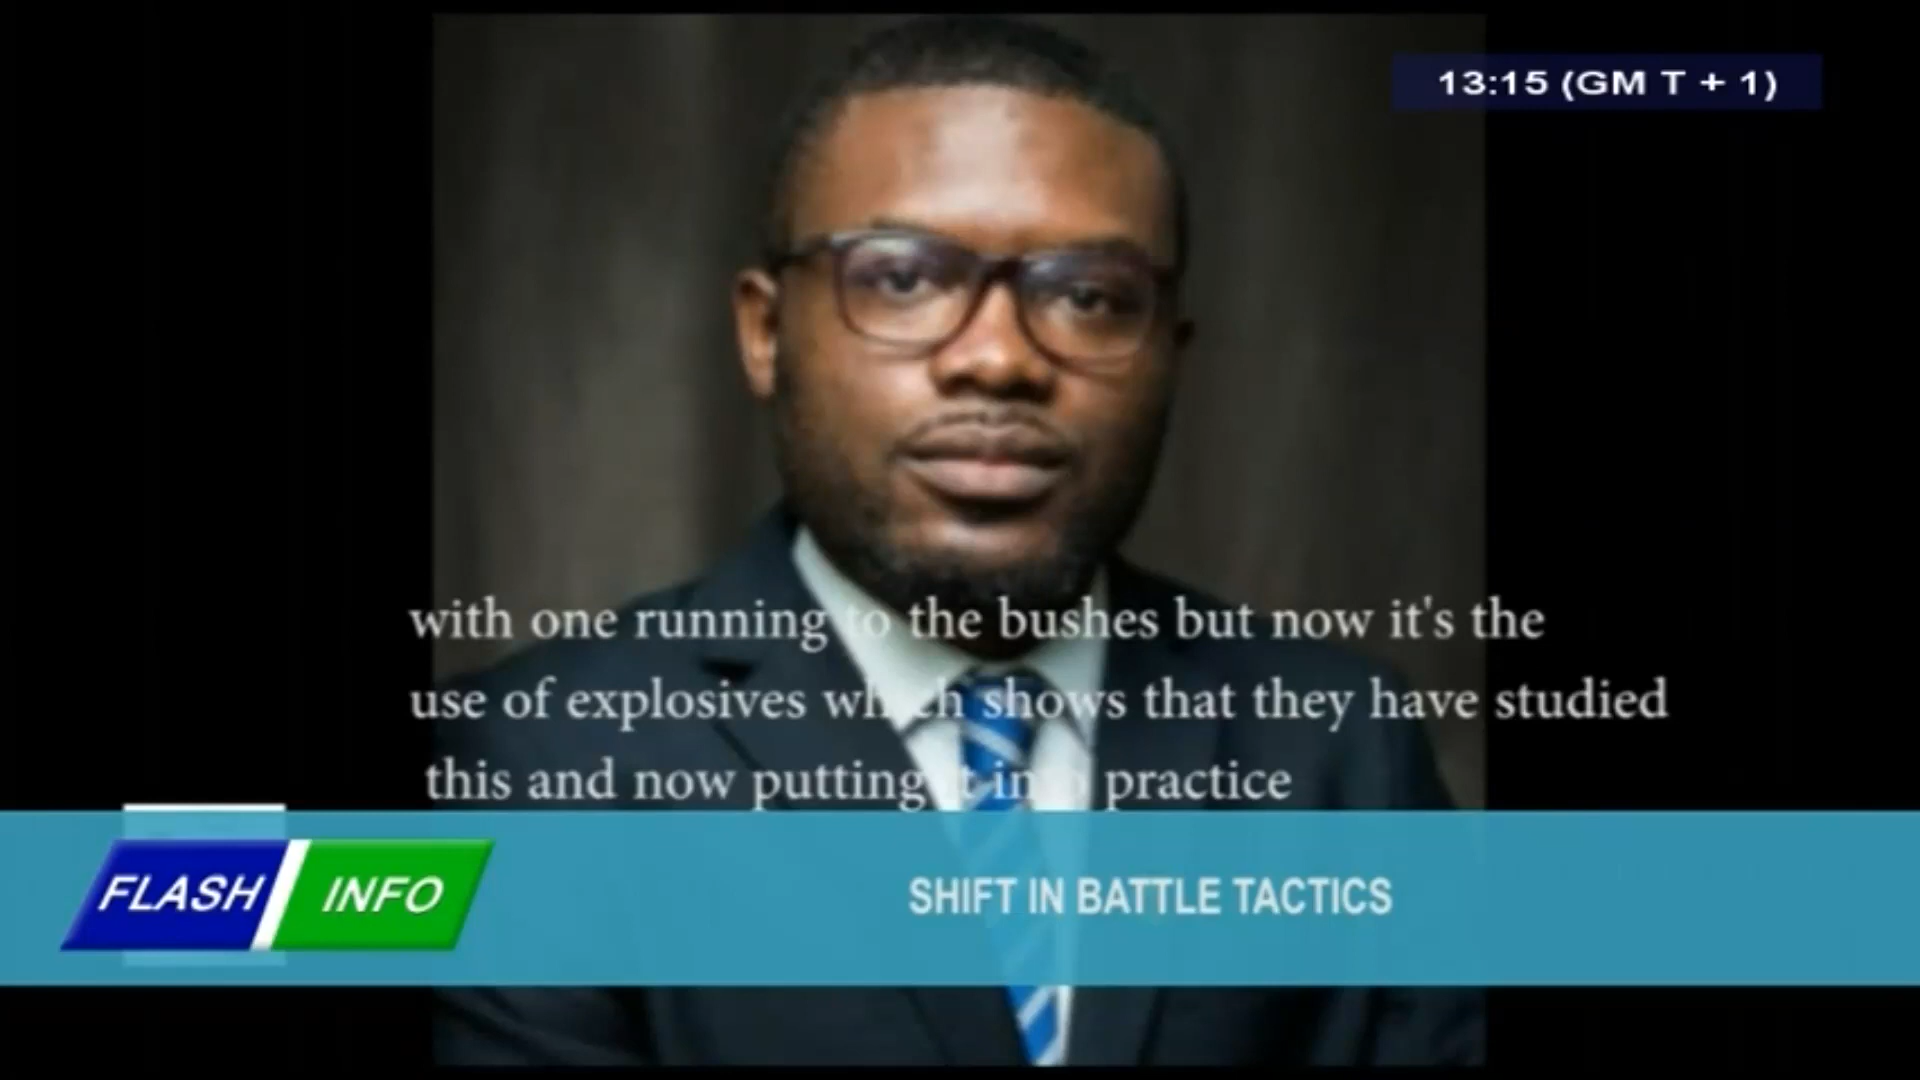 13:15 (GM T + 1)
with one running to the bushes but now it's the
use of explosives which shows that they have studied
this and now putting it into practice
FLASH INFO
SHIFT IN BATTLE TACTICS